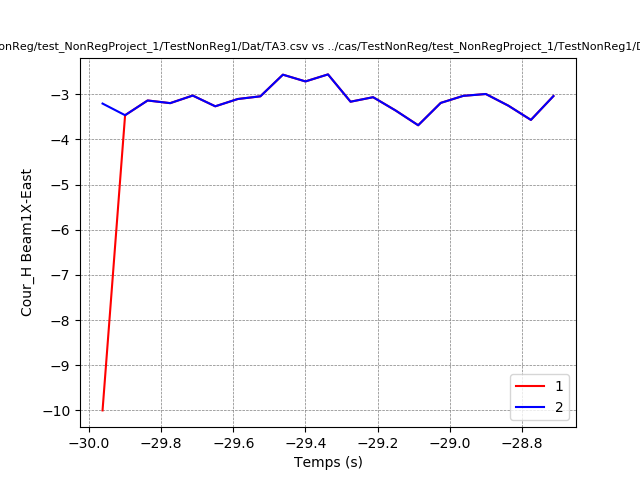 onReg/test_NonRegProject_1/TestNonReg1/Dat/TA3.csv vs ../cas/TestNonReg/test_NonRegProject_1/TestNonReg1/D
−3
−4
−5
−6
−7
−8
−9
−10
Cour_H Beam1X-East
1
2
−30.0 −29.8 −29.6 −29.4 −29.2 −29.0 −28.8
Temps (s)